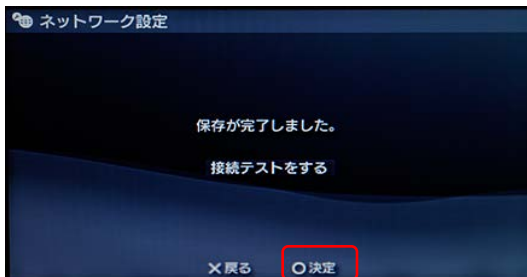 ネットワーク設定
保存が完了しました。
接続テストをする
×戻る ○決定